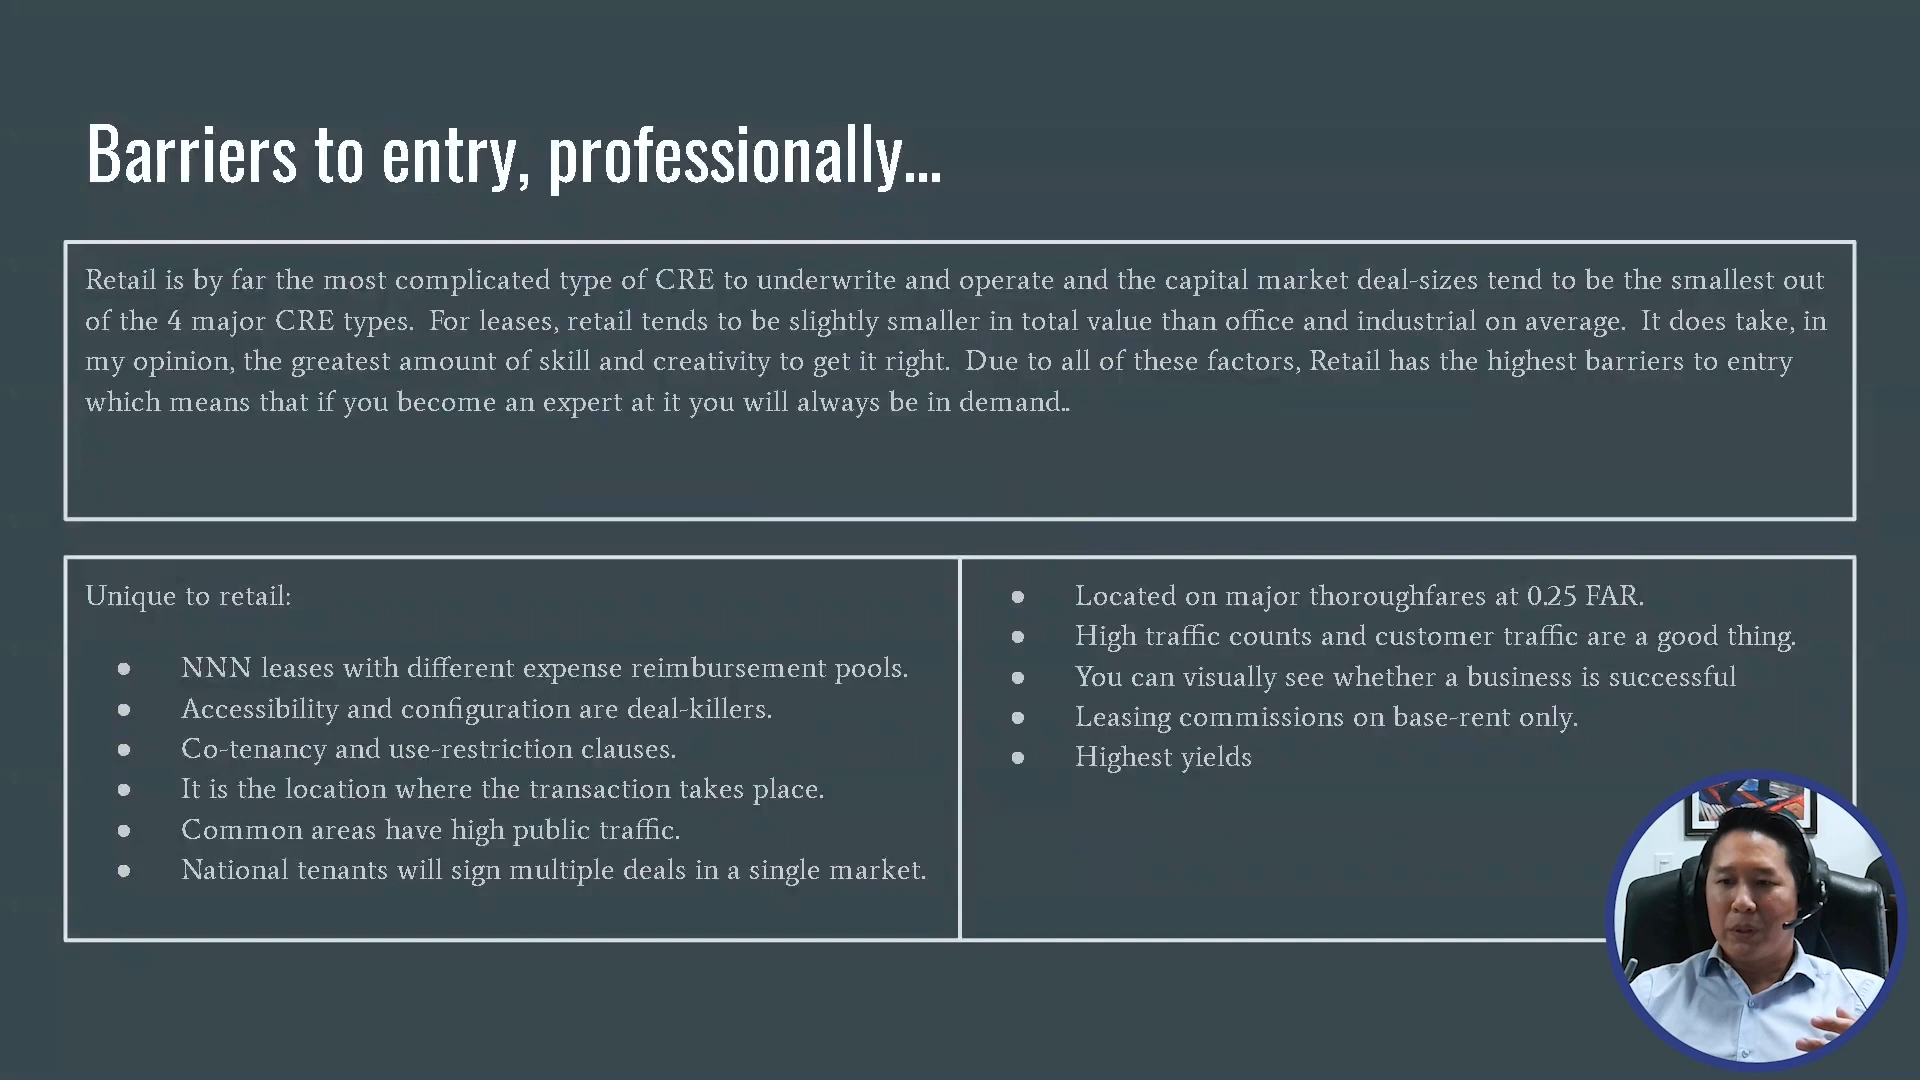 Barriers to entry, professionally...
Retail is by far the most complicated type of CRE to underwrite and operate and the capital market deal-sizes tend to be the smallest out
of the 4 major CRE types.  For leases, retail tends to be slightly smaller in total value than office and industrial on average.  It does take, in
my opinion, the greatest amount of skill and creativity to get it right.  Due to all of these factors, Retail has the highest barriers to entry
which means that if you become an expert at it you will always be in demand..
Unique to retail:
● NNN leases with different expense reimbursement pools.
● Accessibility and configuration are deal-killers.
● Co-tenancy and use-restriction clauses.
● It is the location where the transaction takes place.
● Common areas have high public traffic.
● National tenants will sign multiple deals in a single market.
● Located on major thoroughfares at 0.25 FAR.
● High traffic counts and customer traffic are a good thing.
● You can visually see whether a business is successful
● Leasing commissions on base-rent only.
● Highest yields